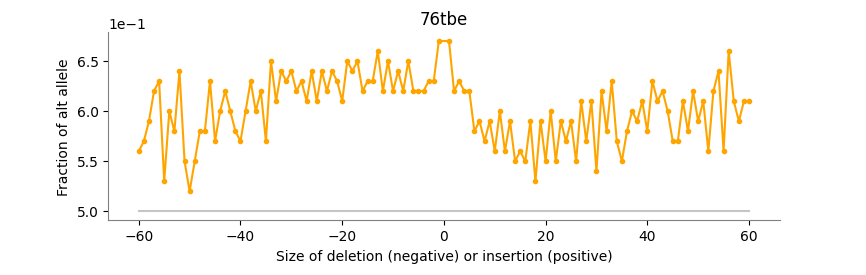 76tbe
1e−1
Fraction of alt allele
6.5
6.0
5.5
5.0
−60 −40 −20 0 20 40 60
Size of deletion (negative) or insertion (positive)